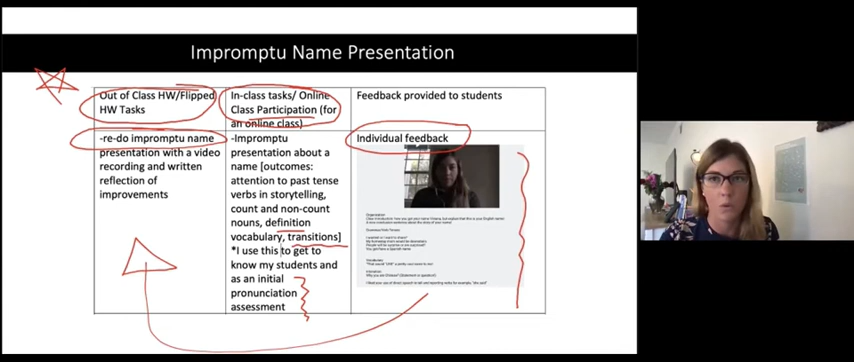 Impromptu Name Presentation
Out of Class HW/Flipped
HW Tasks
In-class tasks/ Online
Class Participation (for
an online class)
Feedback provided to students
-re-do impromptu name
presentation with a video
recording and written
reflection of
improvements
-Impromptu
presentation about a
name [outcomes:
attention to past tense
verbs in storytelling,
count and non-count
nouns, definition
vocabulary, transitions]
*I use this to get to
know my students and
as an initial
pronunciation
assessment
Individual feedback
Organization
Vocabulary
Intonation